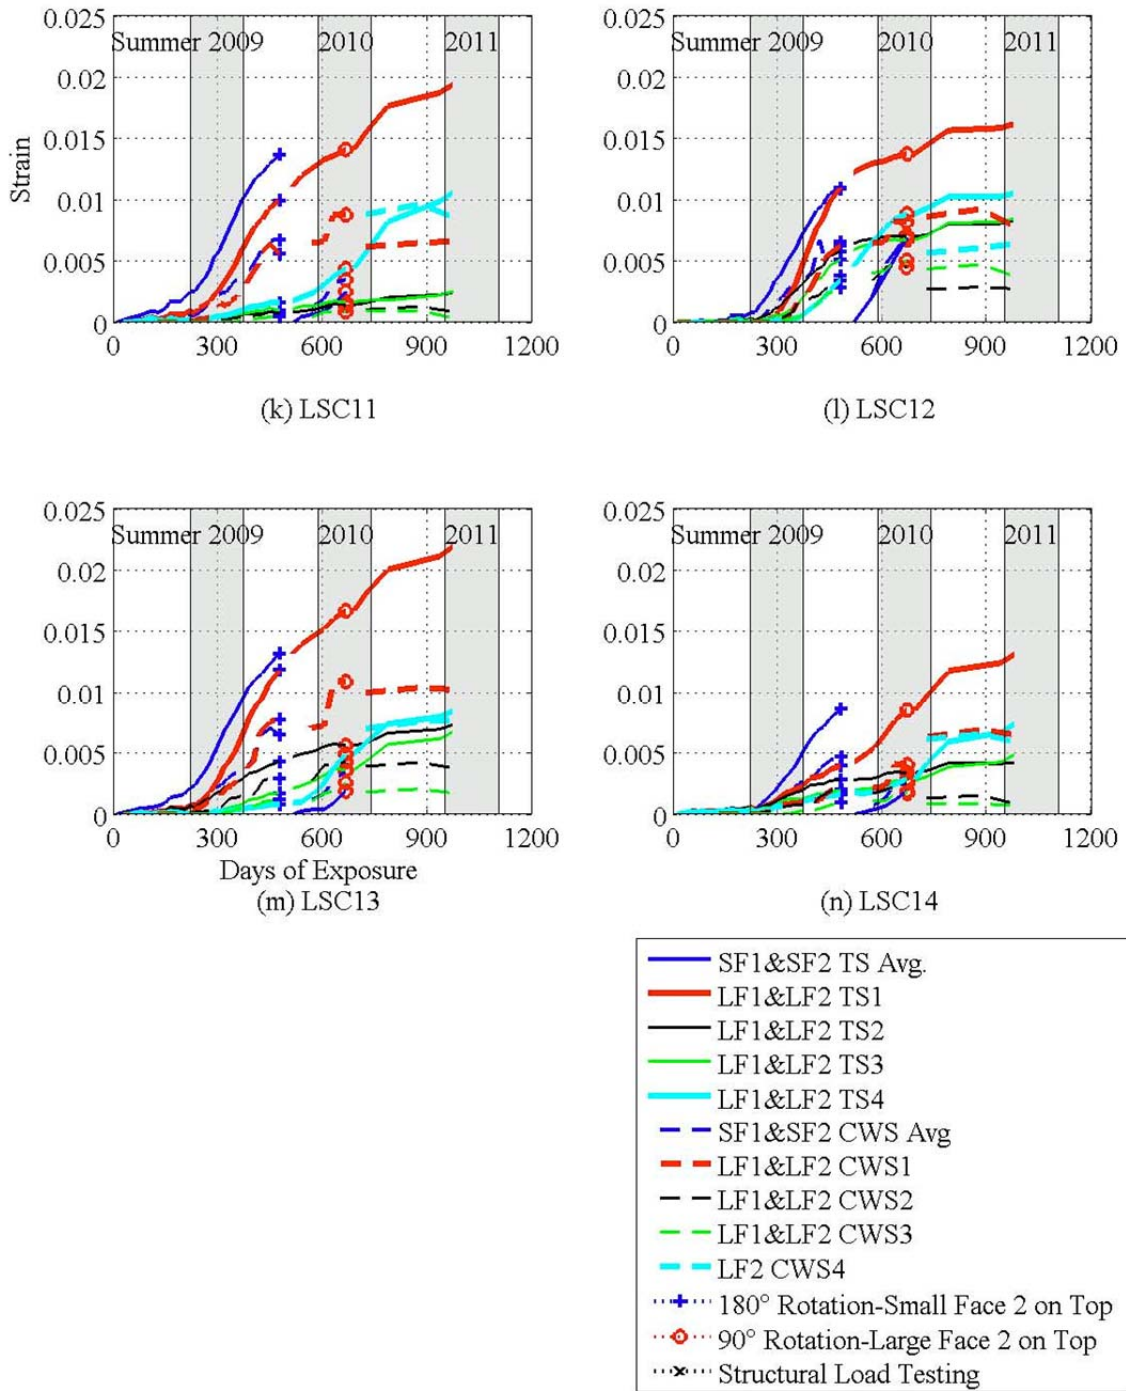 Summer 2009 2010 2011
0.025
0.02
0.015
0.01
0.005
0
Strain
0 300 600 900 1200
(k) LSC11
Summer 2009 2010 2011
0.025
0.02
0.015
0.01
0.005
0
0 300 600 900 1200
(l) LSC12
0.025
Summer 2009 2010 2011
0.02
0.015
0.01
0.005
0
0 300 600 900 1200
Days of Exposure
(m) LSC13
0.025
Summer 2009 2010 2011
0.02
0.015
0.01
0.005
0
0 300 600 900 1200
(n) LSC14
SF1&SF2 TS Avg.
LF1&LF2 TS1
LF1&LF2 TS2
LF1&LF2 TS3
LF1&LF2 TS4
SF1&SF2 CWS Avg
LF1&LF2 CWS1
LF1&LF2 CWS2
LF1&LF2 CWS3
LF2 CWS4
180° Rotation-Small Face 2 on Top
90° Rotation-Large Face 2 on Top
Structural Load Testing